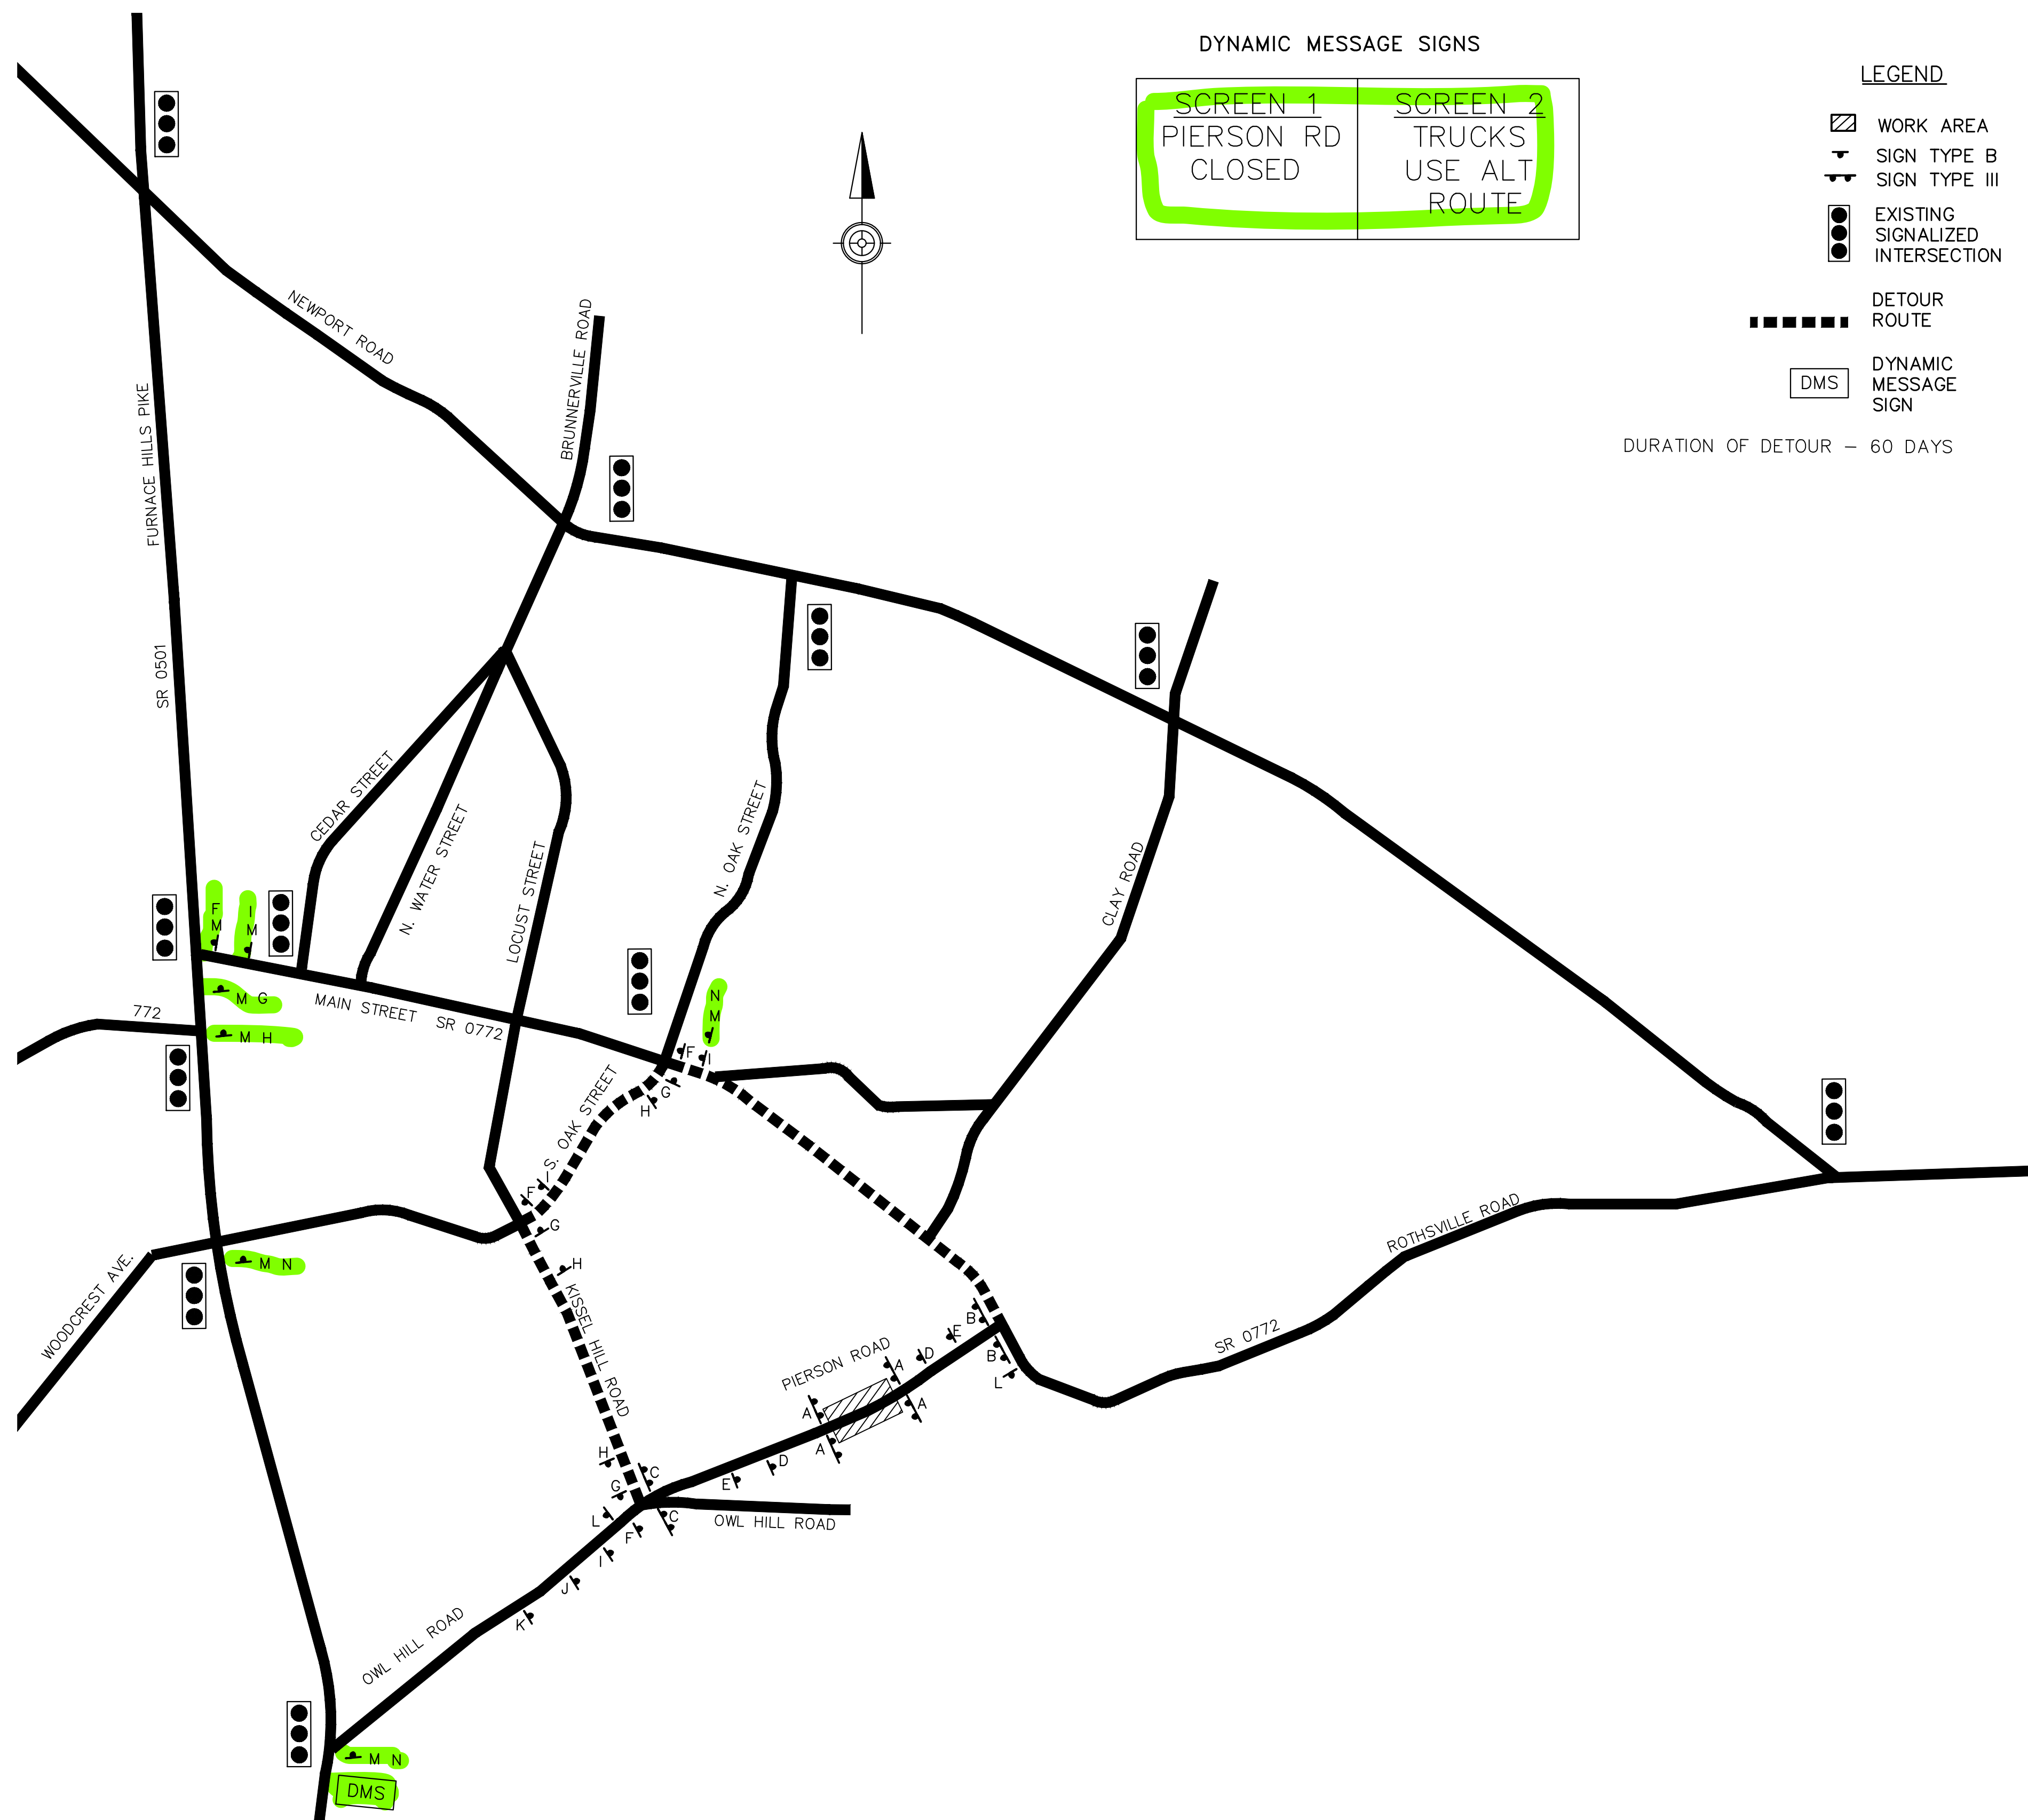 DYNAMIC MESSAGE SIGNS
SCREEN 1
PIERSON RD
CLOSED
SCREEN 2
TRUCKS
USE ALT
ROUTE
LEGEND
WORK AREA
SIGN TYPE B
SIGN TYPE III
EXISTING
SIGNALIZED
INTERSECTION
DETOUR
ROUTE
DMS
DYNAMIC
MESSAGE
SIGN
DURATION OF DETOUR – 60 DAYS
NEWPORT ROAD
BRUNNERVILLE ROAD
FURNACE HILLS PIKE
SR 0501
CEDAR STREET
N. WATER STREET
LOCUST STREET
N. OAK STREET
CLAY ROAD
F
M
I
M
M G
M H
772
MAIN STREET SR 0772
N
M
F
I
G
H
S. OAK STREET
I
F
G
H
KISSEL HILL ROAD
M N
WOODCREST AVE.
ROTHSVILLE ROAD
SR 0772
B
E
B
L
D
A
PIERSON ROAD
A
A
A
D
E
H
C
G
C
L
F
OWL HILL ROAD
I
J
K
OWL HILL ROAD
M N
DMS